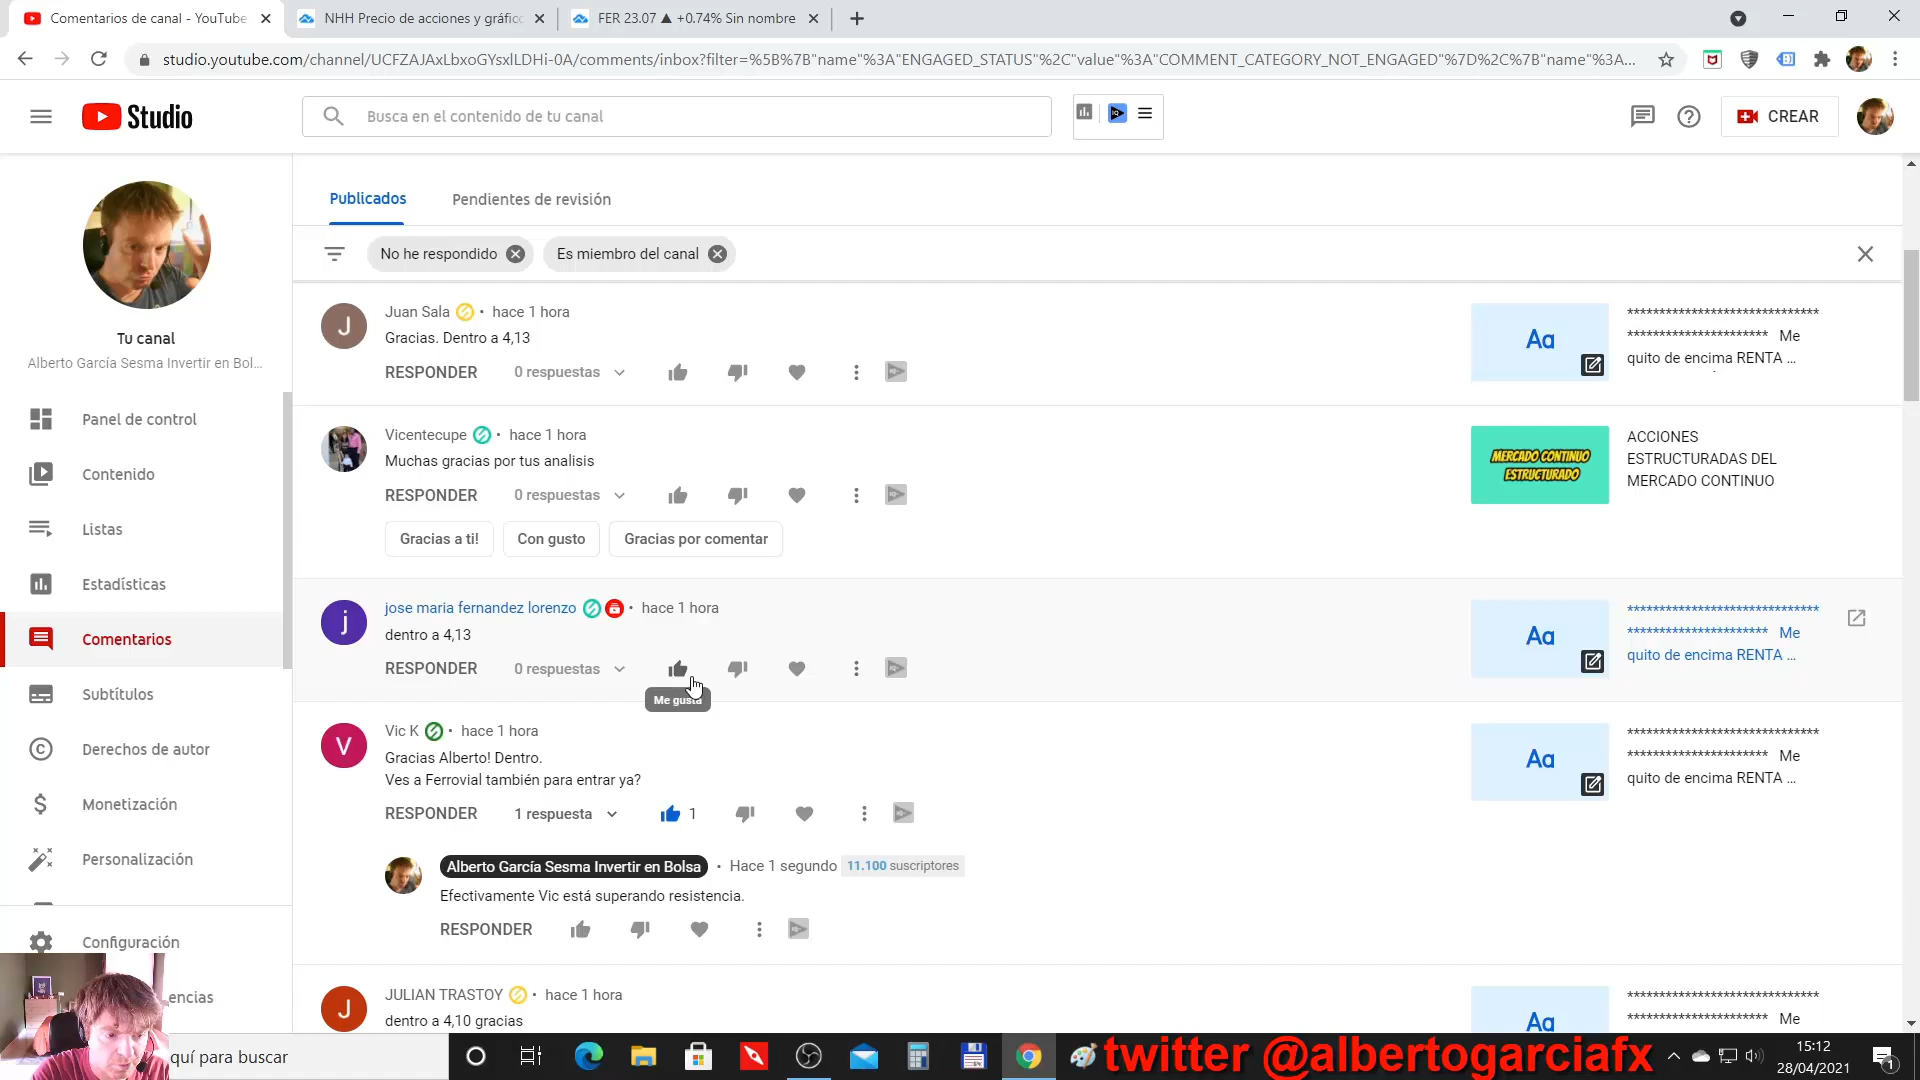 Comentarios de canal - YouTube
NHH Precio de acciones y gráfico
FER 23.07 ▲ +0.74% Sin nombre
studio.youtube.com/channel/UCFZAJAxLbxoGYsxlLDHi-0A/comments/inbox?filter=%5B%7B"name"%3A"ENGAGED_STATUS"%2C"value"%3A"COMMENT_CATEGORY_NOT_ENGAGED"%7D%2C%7B"name"%3A...
Studio
Busca en el contenido de tu canal
CREAR
Tu canal
Alberto García Sesma Invertir en Bol...
Panel de control
Contenido
Listas
Estadísticas
Comentarios
Subtítulos
Derechos de autor
Monetización
Personalización
Configuración
encias
Publicados
Pendientes de revisión
No he respondido
Es miembro del canal
Juan Sala • hace 1 hora
Gracias. Dentro a 4,13
RESPONDER 0 respuestas
Aa
******************************
********************** Me
quito de encima RENTA ...
Vicentecupe • hace 1 hora
Muchas gracias por tus analisis
RESPONDER 0 respuestas
Gracias a ti!
Con gusto
Gracias por comentar
MERCADO CONTINUO
ESTRUCTURADO
ACCIONES
ESTRUCTURADAS DEL
MERCADO CONTINUO
jose maria fernandez lorenzo • hace 1 hora
dentro a 4,13
RESPONDER 0 respuestas
Me gusta
Aa
******************************
********************** Me
quito de encima RENTA ...
Vic K • hace 1 hora
Gracias Alberto! Dentro.
Ves a Ferrovial también para entrar ya?
RESPONDER 1 respuesta 1
Aa
******************************
********************** Me
quito de encima RENTA ...
Alberto García Sesma Invertir en Bolsa • Hace 1 segundo 11.100 suscriptores
Efectivamente Vic está superando resistencia.
RESPONDER
JULIAN TRASTOY • hace 1 hora
dentro a 4,10 gracias
Aa
******************************
********************** Me
quí para buscar
twitter @albertogarciafx
15:12
28/04/2021
1